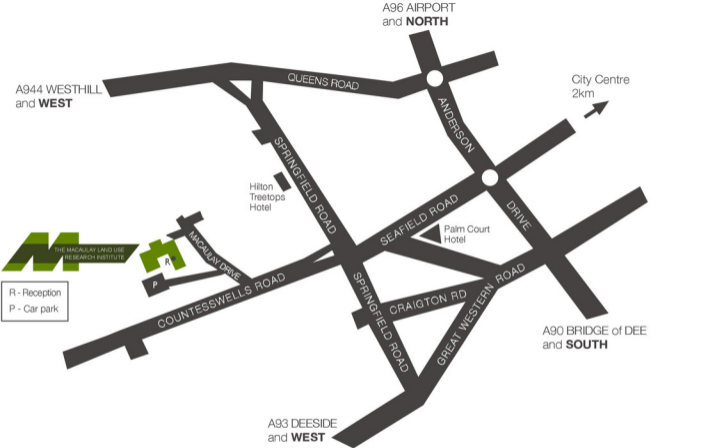 A96 AIRPORT
and NORTH
A944 WESTHILL
and WEST
QUEENS ROAD
City Centre
2km
ANDERSON
DRIVE
SPRINGFIELD ROAD
Hilton
Treetops
Hotel
SEAFIELD ROAD
Palm Court
Hotel
MACAULAY DRIVE
THE MACAULAY LAND USE
RESEARCH INSTITUTE
R
P
R - Reception
P - Car park
COUNTESSWELLS ROAD
SPRINGFIELD ROAD
CRAIGTON RD
GREAT WESTERN ROAD
A90 BRIDGE of DEE
and SOUTH
A93 DEESIDE
and WEST